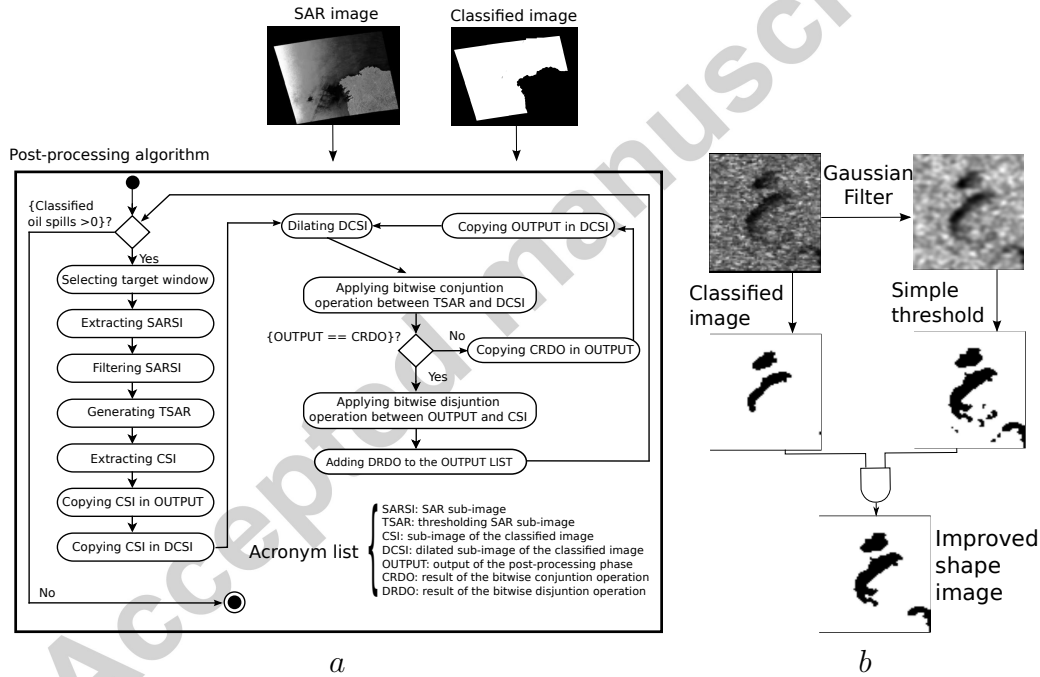 SAR image
Classified image
Post-processing algorithm
{Classified
oil spills >0}?
Yes
Selecting target window
Extracting SARSI
Filtering SARSI
Generating TSAR
Extracting CSI
Copying CSI in OUTPUT
Copying CSI in DCSI
No
Dilating DCSI
Copying OUTPUT in DCSI
Applying bitwise conjuntion
operation between TSAR and DCSI
{OUTPUT == CRDO}?
No
Copying CRDO in OUTPUT
Yes
Applying bitwise disjuntion
operation between OUTPUT and CSI
Adding DRDO to the OUTPUT LIST
Acronym list
SARSI: SAR sub-image
TSAR: thresholding SAR sub-image
CSI: sub-image of the classified image
DCSI: dilated sub-image of the classified image
OUTPUT: output of the post-processing phase
CRDO: result of the bitwise conjuntion operation
DRDO: result of the bitwise disjuntion operation
a
Gaussian
Filter
Classified
image
Simple
threshold
Improved
shape
image
b
Accepted manuscri